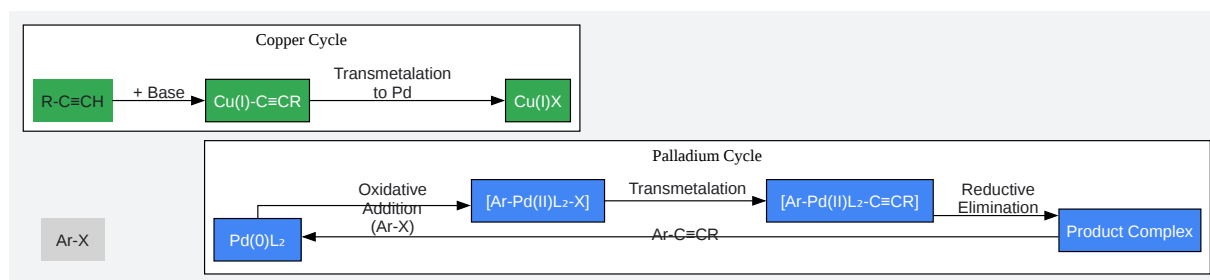 Copper Cycle
R-C≡CH
+ Base
Cu(I)-C≡CR
Transmetalation
to Pd
Cu(I)X
Palladium Cycle
Ar-X
Pd(0)L₂
Oxidative
Addition
(Ar-X)
[Ar-Pd(II)L₂-X]
Transmetalation
[Ar-Pd(II)L₂-C≡CR]
Reductive
Elimination
Product Complex
Ar-C≡CR